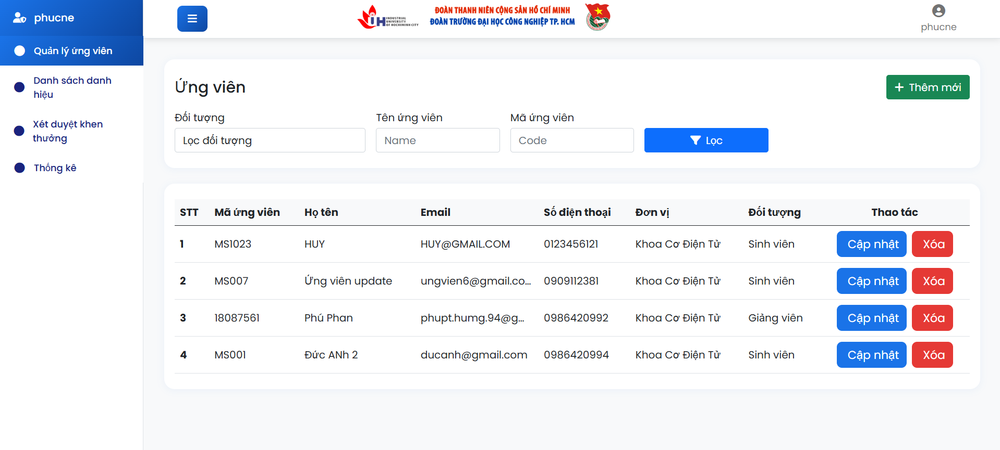 phucne
Quản lý ứng viên
Danh sách danh
hiệu
Xét duyệt khen
thưởng
Thống kê
IUH INDUSTRIAL
UNIVERSITY
OF HOCHIMINH CITY
ĐOÀN THANH NIÊN CỘNG SẢN HỒ CHÍ MINH
ĐOÀN TRƯỜNG ĐẠI HỌC CÔNG NGHIỆP TP. HCM
phucne
Ứng viên
+ Thêm mới
Đối tượng Tên ứng viên Mã ứng viên
Lọc đối tượng Name Code Lọc
STT Mã ứng viên Họ tên Email Số điện thoại Đơn vị Đối tượng Thao tác
1 MS1023 HUY HUY@GMAIL.COM 0123456121 Khoa Cơ Điện Tử Sinh viên Cập nhật Xóa
2 MS007 Ứng viên update ungvien6@gmail.co... 0909112381 Khoa Cơ Điện Tử Sinh viên Cập nhật Xóa
3 18087561 Phú Phan phupt.humg.94@g... 0986420992 Khoa Cơ Điện Tử Giảng viên Cập nhật Xóa
4 MS001 Đức ANh 2 ducanh@gmail.com 0986420994 Khoa Cơ Điện Tử Sinh viên Cập nhật Xóa